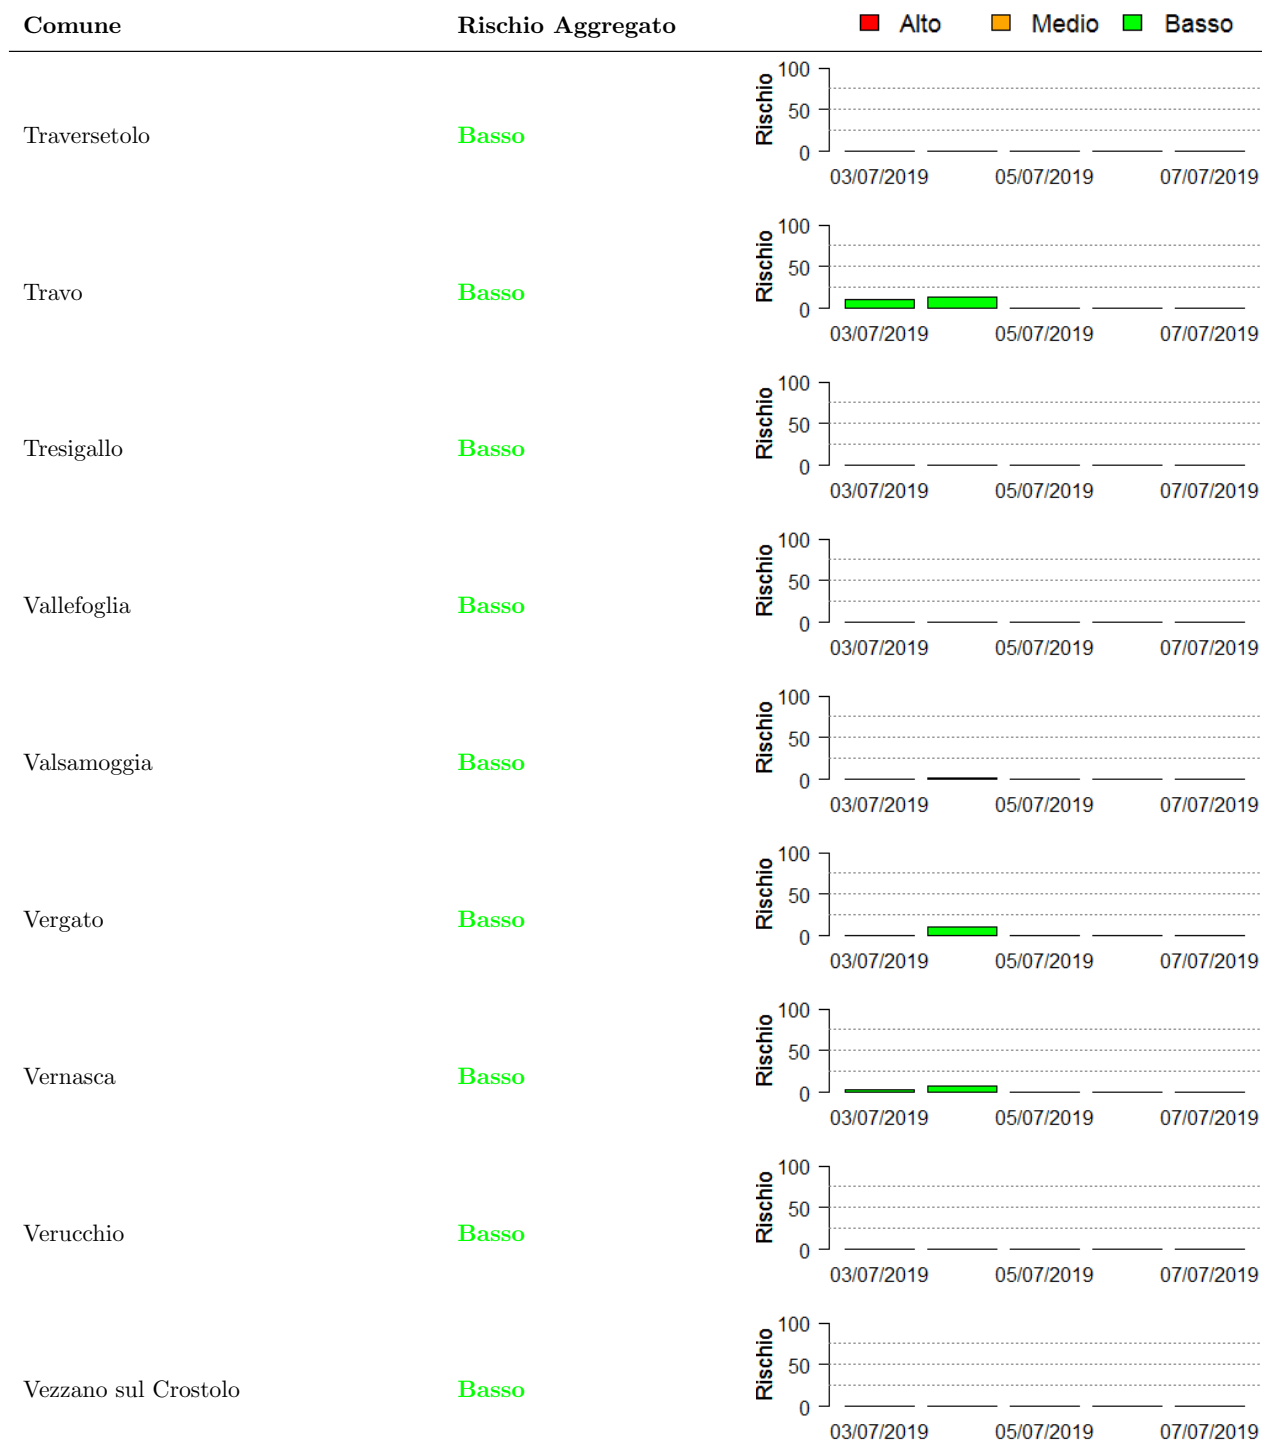 Comune Rischio Aggregato Alto Medio Basso
100
50
0
Rischio
Traversetolo Basso
03/07/2019 05/07/2019 07/07/2019
100
50
0
Rischio
Travo Basso
03/07/2019 05/07/2019 07/07/2019
100
50
0
Rischio
Tresigallo Basso
03/07/2019 05/07/2019 07/07/2019
100
50
0
Rischio
Vallefoglia Basso
03/07/2019 05/07/2019 07/07/2019
100
50
0
Rischio
Valsamoggia Basso
03/07/2019 05/07/2019 07/07/2019
100
50
0
Rischio
Vergato Basso
03/07/2019 05/07/2019 07/07/2019
100
50
0
Rischio
Vernasca Basso
03/07/2019 05/07/2019 07/07/2019
100
50
0
Rischio
Verucchio Basso
03/07/2019 05/07/2019 07/07/2019
100
50
0
Rischio
Vezzano sul Crostolo Basso
03/07/2019 05/07/2019 07/07/2019